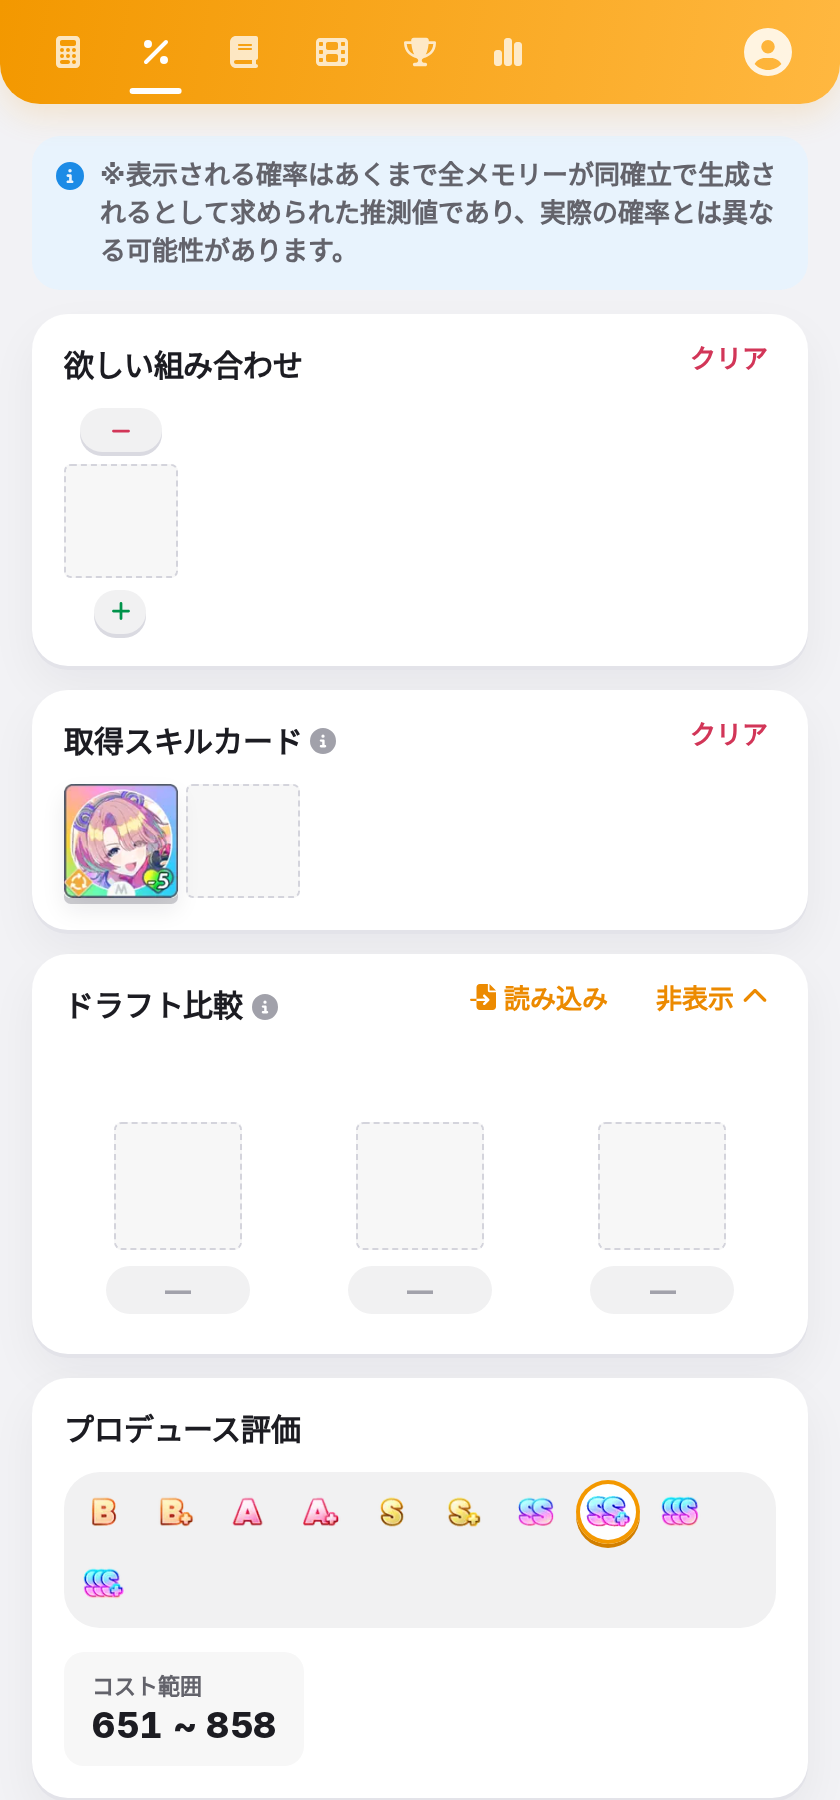 ※表示される確率はあくまで全メモリーが同確立で生成さ
れるとして求められた推測値であり、実際の確率とは異な
る可能性があります。
欲しい組み合わせ
クリア
−
+
取得スキルカード
クリア
M
-5
ドラフト比較
読み込み
非表示
—
—
—
プロデュース評価
B
B+
A
A+
S
S+
SS
SS+
SSS
SSS+
コスト範囲
651 ~ 858